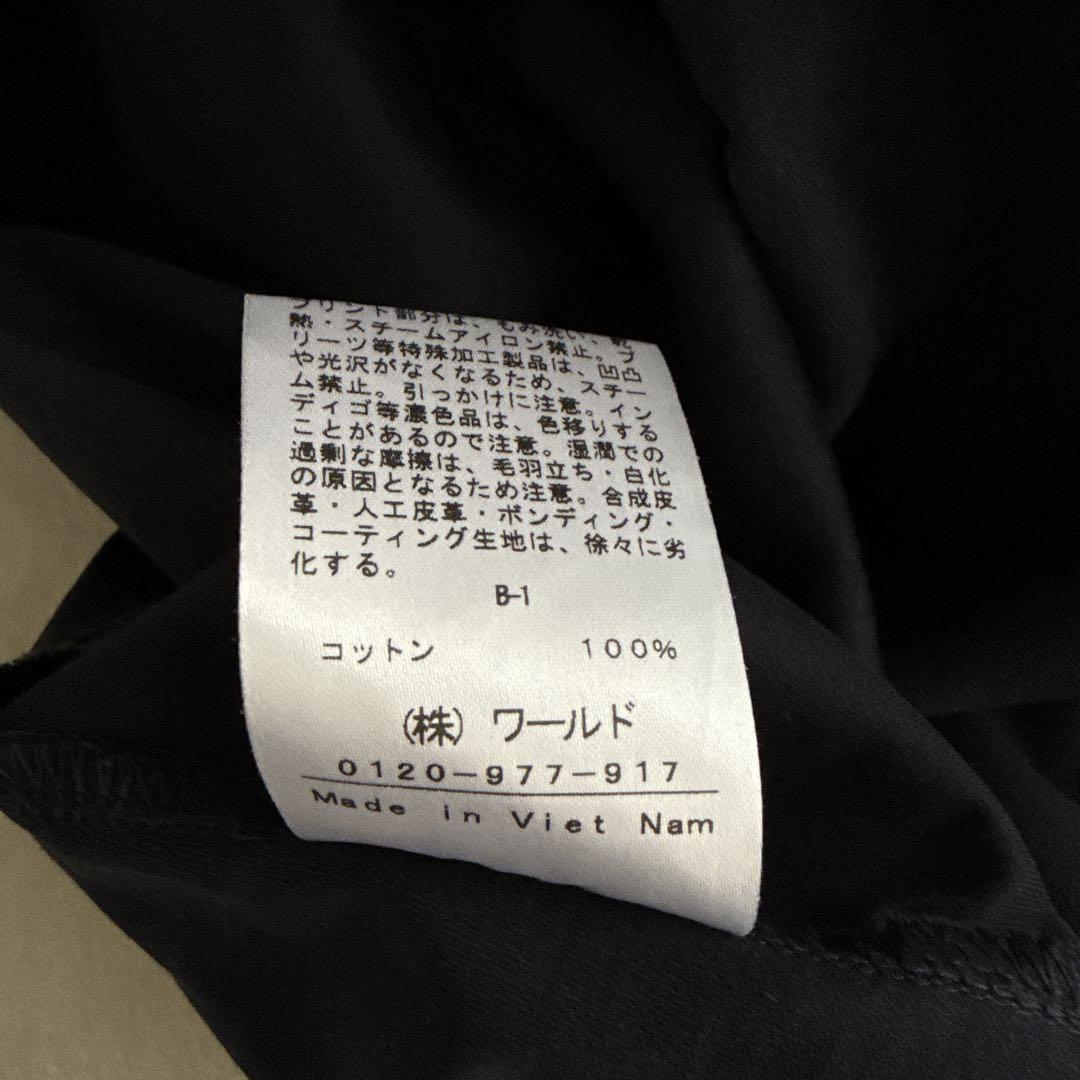 プリント部分は、もみ洗い、乾
熱・スチームアイロン禁止。プ
リーツ等特殊加工製品は、凹凸
や光沢がなくなるため、スチー
ム禁止。引っかけに注意。イン
ディゴ等濃色品は、色移りする
ことがあるので注意。湿潤での
過剰な摩擦は、毛羽立ち・白化
の原因となるため注意。合成皮
革・人工皮革・ボンディング・
コーティング生地は、徐々に劣
化する。
B-1
コットン 100%
(株) ワールド
0120-977-917
Made in Viet Nam